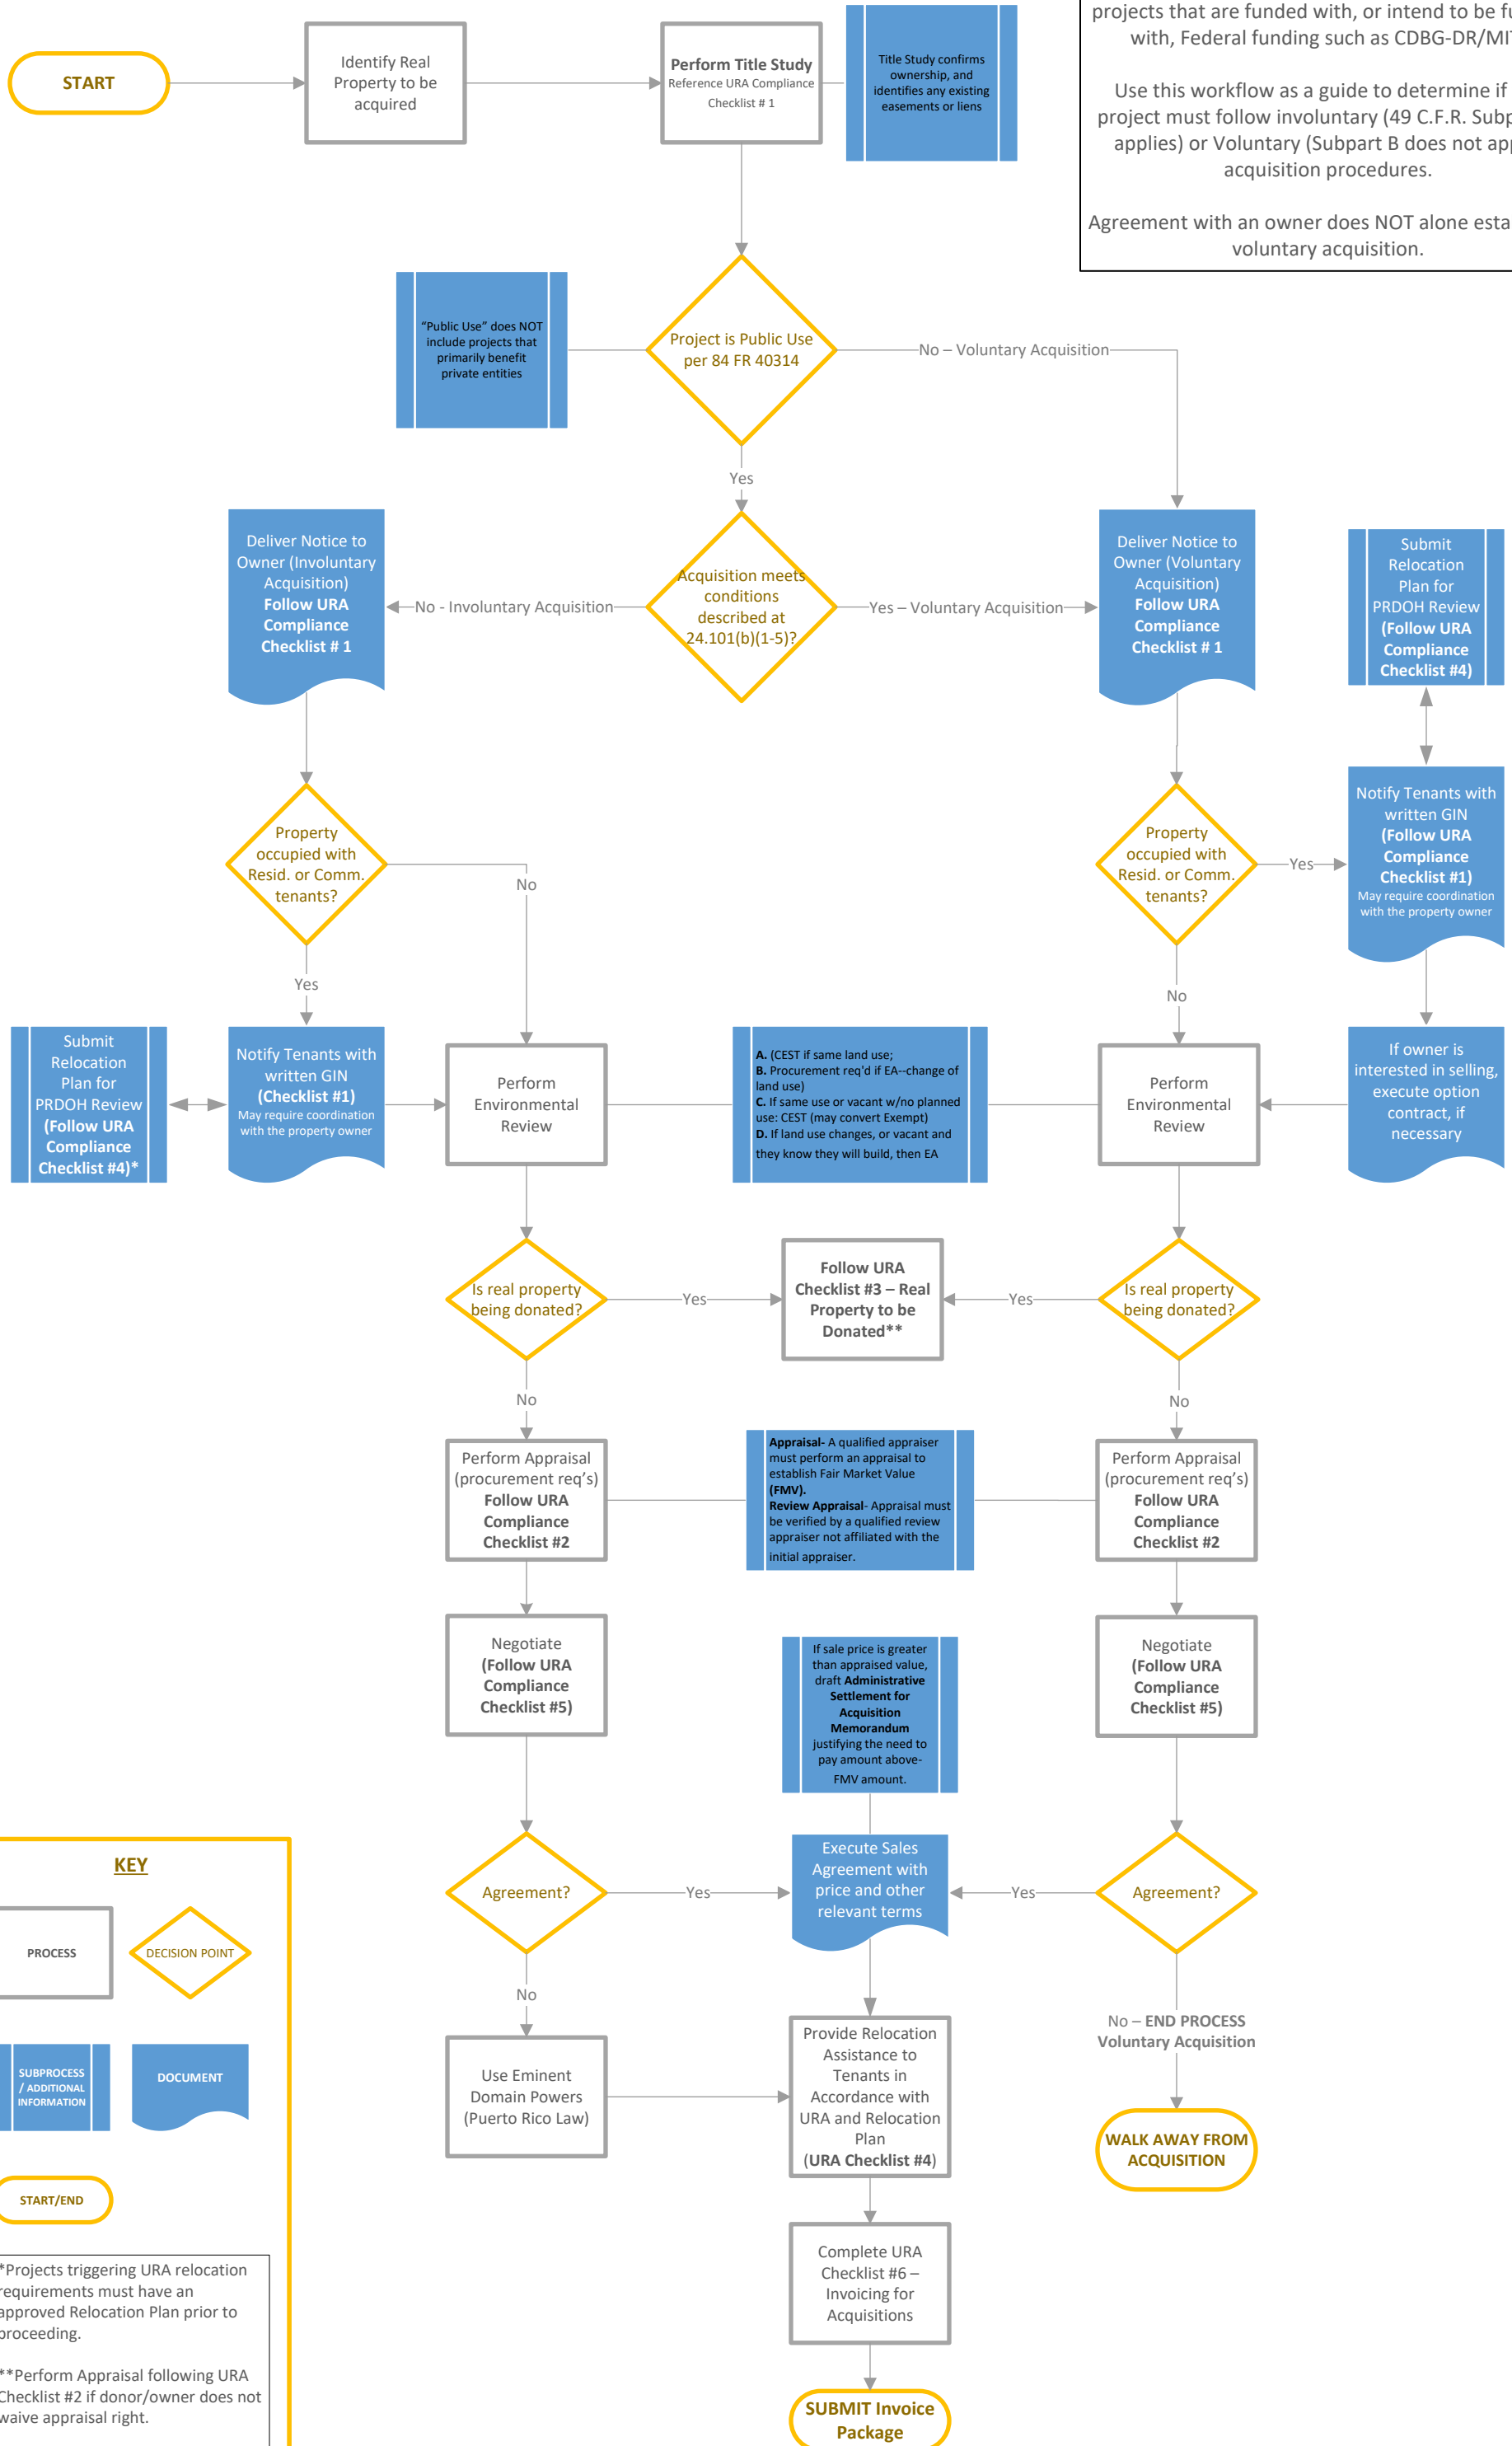 projects that are funded with, or intend to be fu
with, Federal funding such as CDBG-DR/MIT
Use this workflow as a guide to determine if
project must follow involuntary (49 C.F.R. Subp
applies) or Voluntary (Subpart B does not app
acquisition procedures.
Agreement with an owner does NOT alone esta
voluntary acquisition.
START
Identify Real
Property to be
acquired
Perform Title Study
Reference URA Compliance
Checklist # 1
Title Study confirms
ownership, and
identifies any existing
easements or liens
"Public Use" does NOT
include projects that
primarily benefit
private entities
Project is Public Use
per 84 FR 40314
No – Voluntary Acquisition
Yes
Deliver Notice to
Owner (Involuntary
Acquisition)
Follow URA
Compliance
Checklist # 1
No - Involuntary Acquisition
Acquisition meets
conditions
described at
24.101(b)(1-5)?
Yes – Voluntary Acquisition
Deliver Notice to
Owner (Voluntary
Acquisition)
Follow URA
Compliance
Checklist # 1
Submit
Relocation
Plan for
PRDOH Review
(Follow URA
Compliance
Checklist #4)
Property
occupied with
Resid. or Comm.
tenants?
No
Yes
Property
occupied with
Resid. or Comm.
tenants?
Yes
No
Notify Tenants with
written GIN
(Follow URA
Compliance
Checklist #1)
May require coordination
with the property owner
Submit
Relocation
Plan for
PRDOH Review
(Follow URA
Compliance
Checklist #4)*
Notify Tenants with
written GIN
(Checklist #1)
May require coordination
with the property owner
Perform
Environmental
Review
A. (CEST if same land use;
B. Procurement req'd if EA--change of
land use)
C. If same use or vacant w/no planned
use: CEST (may convert Exempt)
D. If land use changes, or vacant and
they know they will build, then EA
Perform
Environmental
Review
If owner is
interested in selling,
execute option
contract, if
necessary
Is real property
being donated?
Yes
Follow URA
Checklist #3 – Real
Property to be
Donated**
Yes
Is real property
being donated?
No
No
Perform Appraisal
(procurement req's)
Follow URA
Compliance
Checklist #2
Appraisal- A qualified appraiser
must perform an appraisal to
establish Fair Market Value
(FMV).
Review Appraisal- Appraisal must
be verified by a qualified review
appraiser not affiliated with the
initial appraiser.
Perform Appraisal
(procurement req's)
Follow URA
Compliance
Checklist #2
Negotiate
(Follow URA
Compliance
Checklist #5)
If sale price is greater
than appraised value,
draft Administrative
Settlement for
Acquisition
Memorandum
justifying the need to
pay amount above-
FMV amount.
Negotiate
(Follow URA
Compliance
Checklist #5)
Agreement?
Yes
Execute Sales
Agreement with
price and other
relevant terms
Yes
Agreement?
No
No – END PROCESS
Voluntary Acquisition
Use Eminent
Domain Powers
(Puerto Rico Law)
Provide Relocation
Assistance to
Tenants in
Accordance with
URA and Relocation
Plan
(URA Checklist #4)
WALK AWAY FROM
ACQUISITION
Complete URA
Checklist #6 –
Invoicing for
Acquisitions
SUBMIT Invoice
Package
KEY
PROCESS
DECISION POINT
SUBPROCESS
/ ADDITIONAL
INFORMATION
DOCUMENT
START/END
*Projects triggering URA relocation
requirements must have an
approved Relocation Plan prior to
proceeding.
**Perform Appraisal following URA
Checklist #2 if donor/owner does not
waive appraisal right.